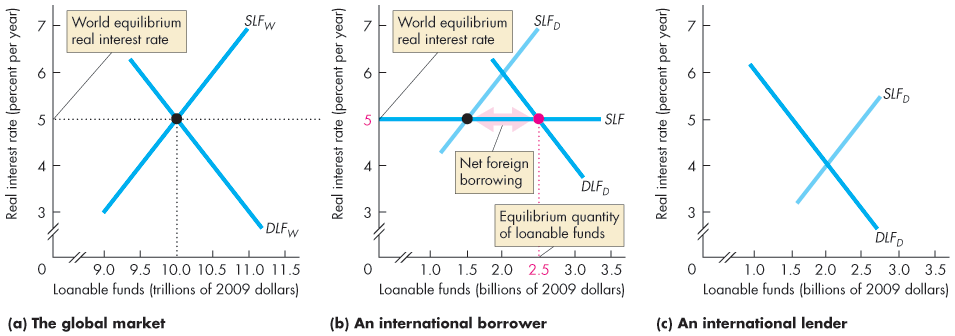 Real interest rate (percent per year)
7
6
5
4
3
0
World equilibrium
real interest rate
SLFW
DLFW
9.0 9.5 10.0 10.5 11.0 11.5
Loanable funds (trillions of 2009 dollars)
(a) The global market
Real interest rate (percent per year)
7
6
5
4
3
0
World equilibrium
real interest rate
SLFD
SLF
Net foreign
borrowing
DLFD
Equilibrium quantity
of loanable funds
1.0 1.5 2.0 2.5 3.0 3.5
Loanable funds (billions of 2009 dollars)
(b) An international borrower
Real interest rate (percent per year)
7
6
5
4
3
0
SLFD
DLFD
1.0 1.5 2.0 2.5 3.0 3.5
Loanable funds (billions of 2009 dollars)
(c) An international lender